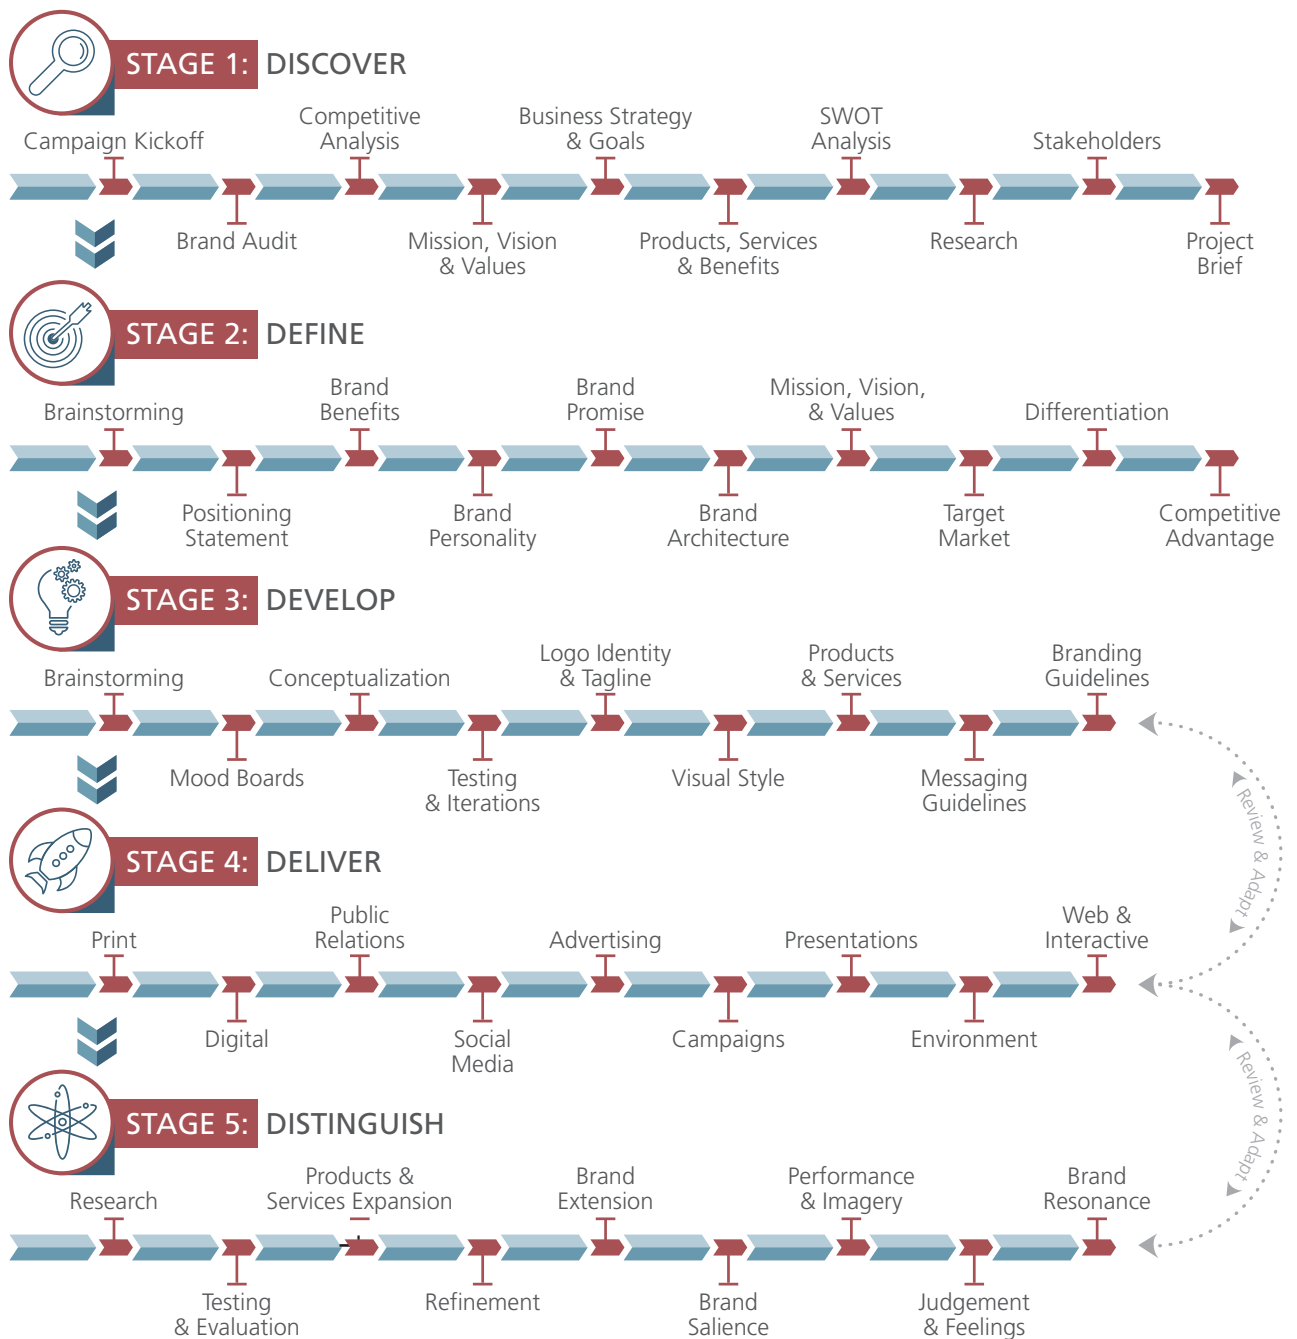 STAGE 1: DISCOVER
Campaign Kickoff
Brand Audit
Competitive
Analysis
Mission, Vision
& Values
Business Strategy
& Goals
Products, Services
& Benefits
SWOT
Analysis
Research
Stakeholders
Project
Brief
STAGE 2: DEFINE
Brainstorming
Positioning
Statement
Brand
Benefits
Brand
Personality
Brand
Promise
Brand
Architecture
Mission, Vision,
& Values
Target
Market
Differentiation
Competitive
Advantage
STAGE 3: DEVELOP
Brainstorming
Mood Boards
Conceptualization
Testing
& Iterations
Logo Identity
& Tagline
Visual Style
Products
& Services
Messaging
Guidelines
Branding
Guidelines
Review & Adapt
STAGE 4: DELIVER
Print
Digital
Public
Relations
Social
Media
Advertising
Campaigns
Presentations
Environment
Web &
Interactive
Review & Adapt
STAGE 5: DISTINGUISH
Research
Testing
& Evaluation
Products &
Services Expansion
Refinement
Brand
Extension
Brand
Salience
Performance
& Imagery
Judgement
& Feelings
Brand
Resonance